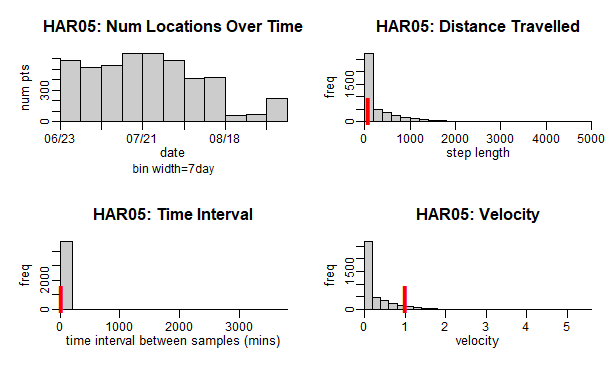 HAR05: Num Locations Over Time
num pts
300
0
06/23
07/21
08/18
date
bin width=7day
HAR05: Distance Travelled
freq
1500
0
0
1000
2000
3000
4000
5000
step length
HAR05: Time Interval
freq
2000
0
0
1000
2000
3000
time interval between samples (mins)
HAR05: Velocity
freq
1500
0
0
1
2
3
4
5
velocity